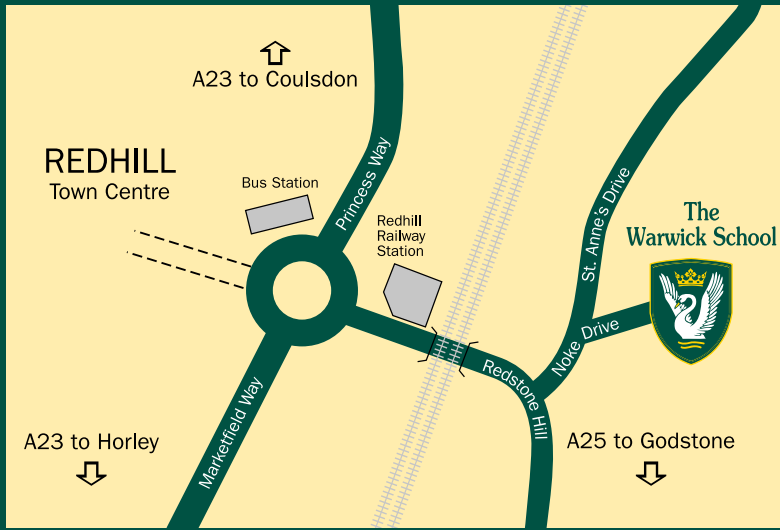 A23 to Coulsdon
REDHILL
Town Centre
Bus Station
Princess Way
Redhill
Railway
Station
St. Anne's Drive
The
Warwick School
Noke Drive
Redstone Hill
Marketfield Way
A23 to Horley
A25 to Godstone